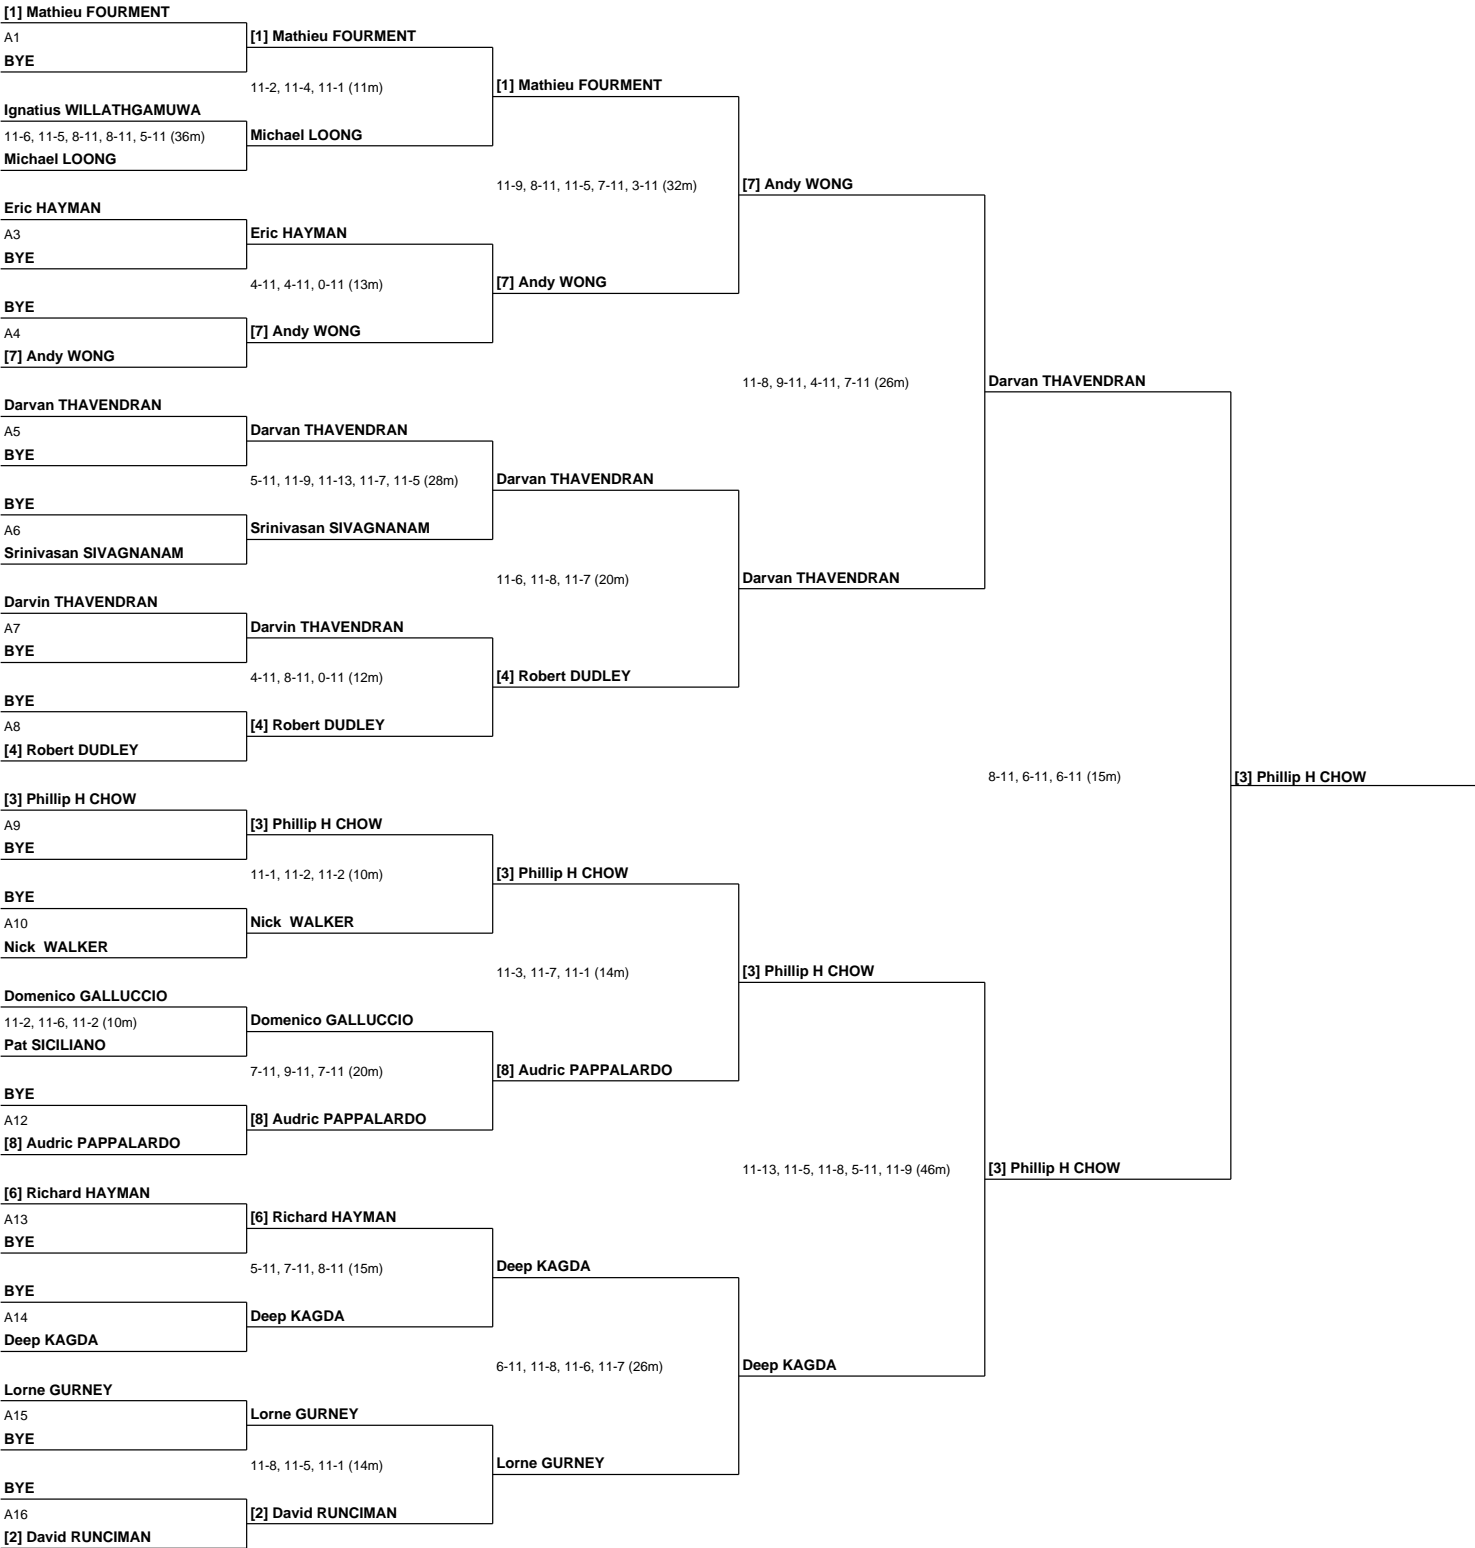 [1] Mathieu FOURMENT
A1
BYE
Ignatius WILLATHGAMUWA
11-6, 11-5, 8-11, 8-11, 5-11 (36m)
Michael LOONG
Eric HAYMAN
A3
BYE
BYE
A4
[7] Andy WONG
Darvan THAVENDRAN
A5
BYE
BYE
A6
Srinivasan SIVAGNANAM
Darvin THAVENDRAN
A7
BYE
BYE
A8
[4] Robert DUDLEY
[3] Phillip H CHOW
A9
BYE
BYE
A10
Nick  WALKER
Domenico GALLUCCIO
11-2, 11-6, 11-2 (10m)
Pat SICILIANO
BYE
A12
[8] Audric PAPPALARDO
[6] Richard HAYMAN
A13
BYE
BYE
A14
Deep KAGDA
Lorne GURNEY
A15
BYE
BYE
A16
[2] David RUNCIMAN
[1] Mathieu FOURMENT
11-2, 11-4, 11-1 (11m)
Michael LOONG
Eric HAYMAN
4-11, 4-11, 0-11 (13m)
[7] Andy WONG
Darvan THAVENDRAN
5-11, 11-9, 11-13, 11-7, 11-5 (28m)
Srinivasan SIVAGNANAM
Darvin THAVENDRAN
4-11, 8-11, 0-11 (12m)
[4] Robert DUDLEY
[3] Phillip H CHOW
11-1, 11-2, 11-2 (10m)
Nick  WALKER
Domenico GALLUCCIO
7-11, 9-11, 7-11 (20m)
[8] Audric PAPPALARDO
[6] Richard HAYMAN
5-11, 7-11, 8-11 (15m)
Deep KAGDA
Lorne GURNEY
11-8, 11-5, 11-1 (14m)
[2] David RUNCIMAN
[1] Mathieu FOURMENT
11-9, 8-11, 11-5, 7-11, 3-11 (32m)
[7] Andy WONG
Darvan THAVENDRAN
11-6, 11-8, 11-7 (20m)
[4] Robert DUDLEY
[3] Phillip H CHOW
11-3, 11-7, 11-1 (14m)
[8] Audric PAPPALARDO
Deep KAGDA
6-11, 11-8, 11-6, 11-7 (26m)
Lorne GURNEY
[7] Andy WONG
11-8, 9-11, 4-11, 7-11 (26m)
Darvan THAVENDRAN
[3] Phillip H CHOW
11-13, 11-5, 11-8, 5-11, 11-9 (46m)
Deep KAGDA
Darvan THAVENDRAN
8-11, 6-11, 6-11 (15m)
[3] Phillip H CHOW
[3] Phillip H CHOW